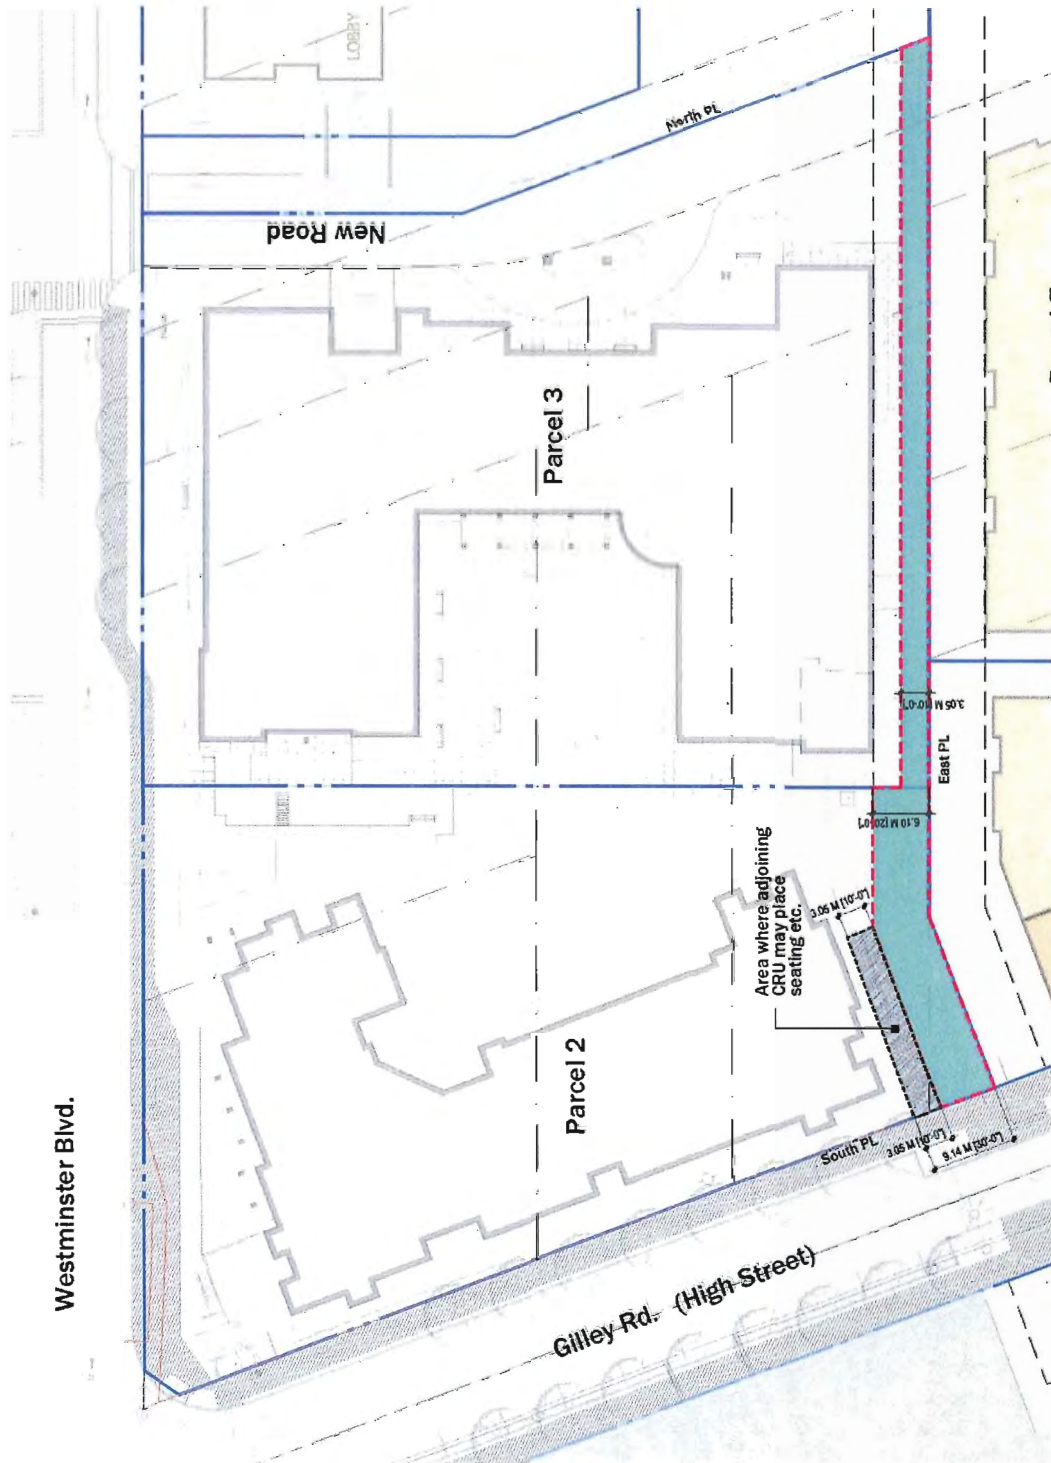 LOBBY
North PL
New Road
Parcel 3
3.05 M [10'-0"]
East PL
6.10 M [20'-0"]
Area where adjoining
CRU may place
seating etc.
3.05 M [10'-0"]
Westminster Blvd.
Parcel 2
South PL
3.05 M [10'-0"]
9.14 M [30'-0"]
Gilley Rd. (High Street)